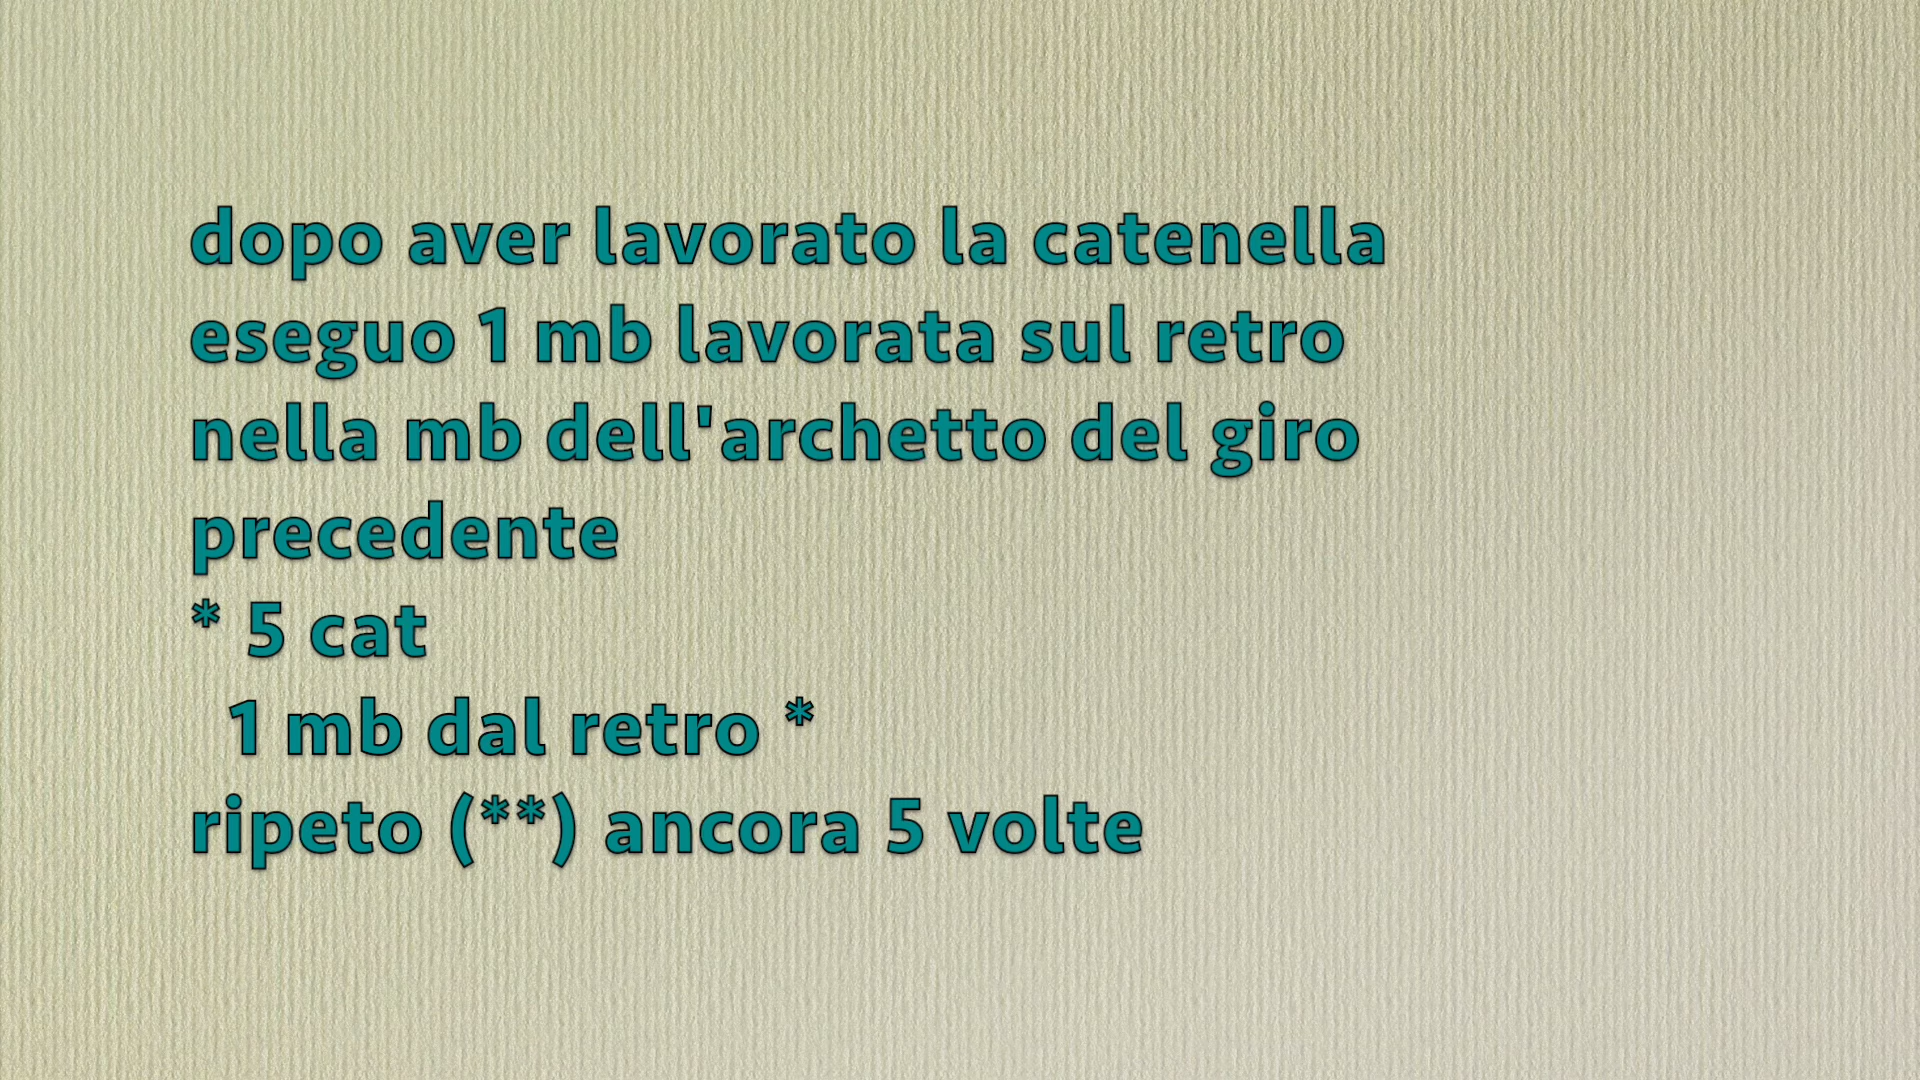 dopo aver lavorato la catenella
eseguo 1 mb lavorata sul retro
nella mb dell'archetto del giro
precedente
* 5 cat
1 mb dal retro *
ripeto (**) ancora 5 volte